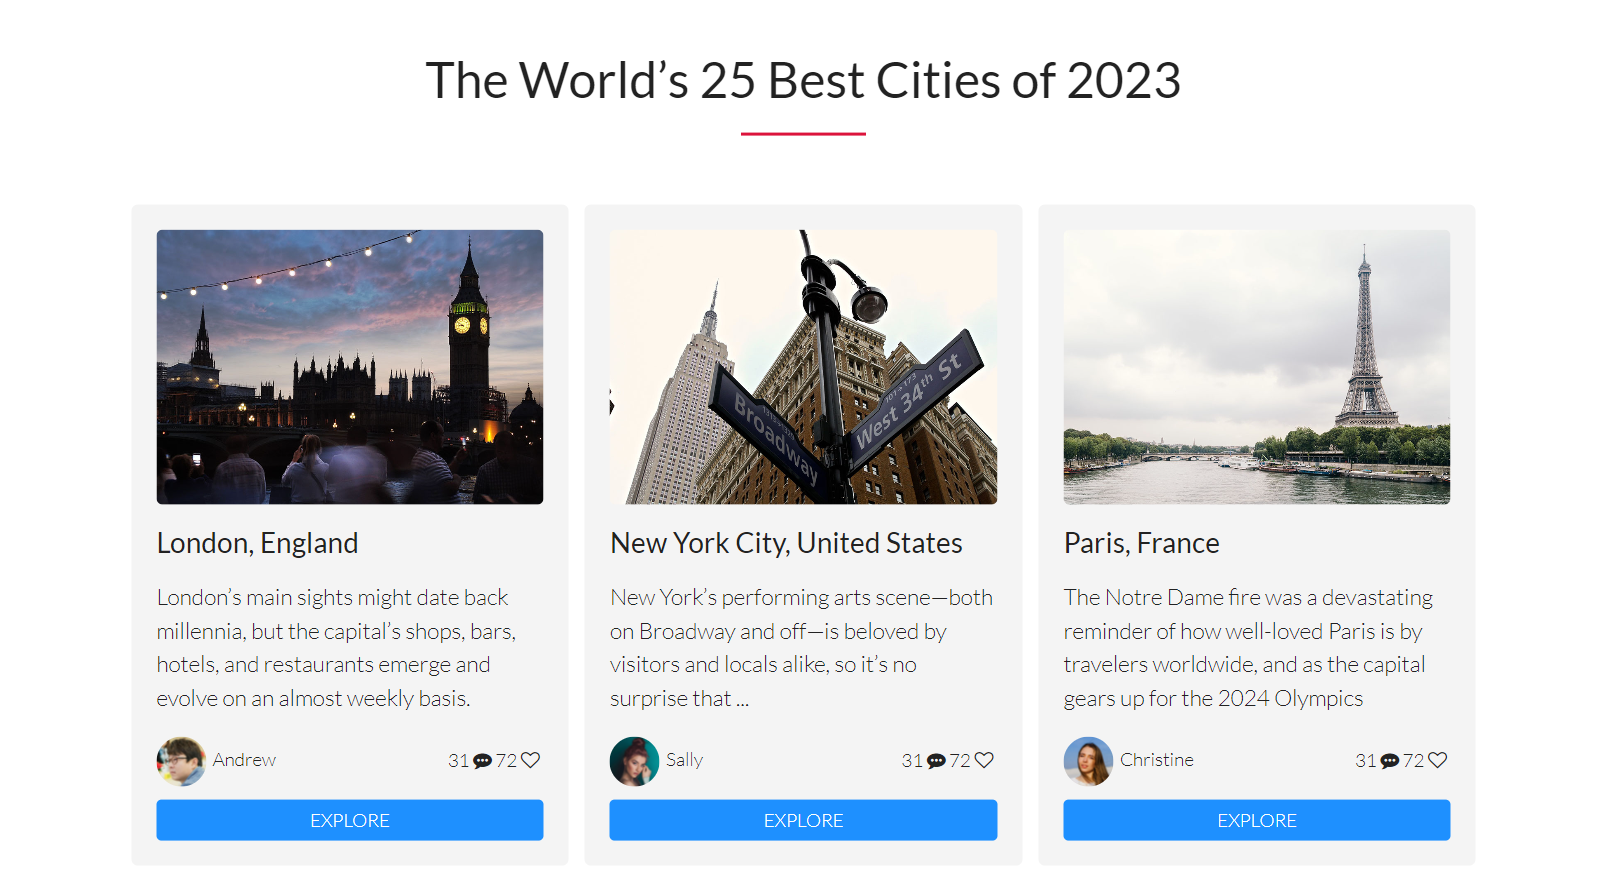 The World’s 25 Best Cities of 2023
Broadway
West 34th St
London, England
London’s main sights might date back
millennia, but the capital’s shops, bars,
hotels, and restaurants emerge and
evolve on an almost weekly basis.
Andrew
31 72
EXPLORE
New York City, United States
New York’s performing arts scene—both
on Broadway and off—is beloved by
visitors and locals alike, so it’s no
surprise that ...
Sally
31 72
EXPLORE
Paris, France
The Notre Dame fire was a devastating
reminder of how well-loved Paris is by
travelers worldwide, and as the capital
gears up for the 2024 Olympics
Christine
31 72
EXPLORE